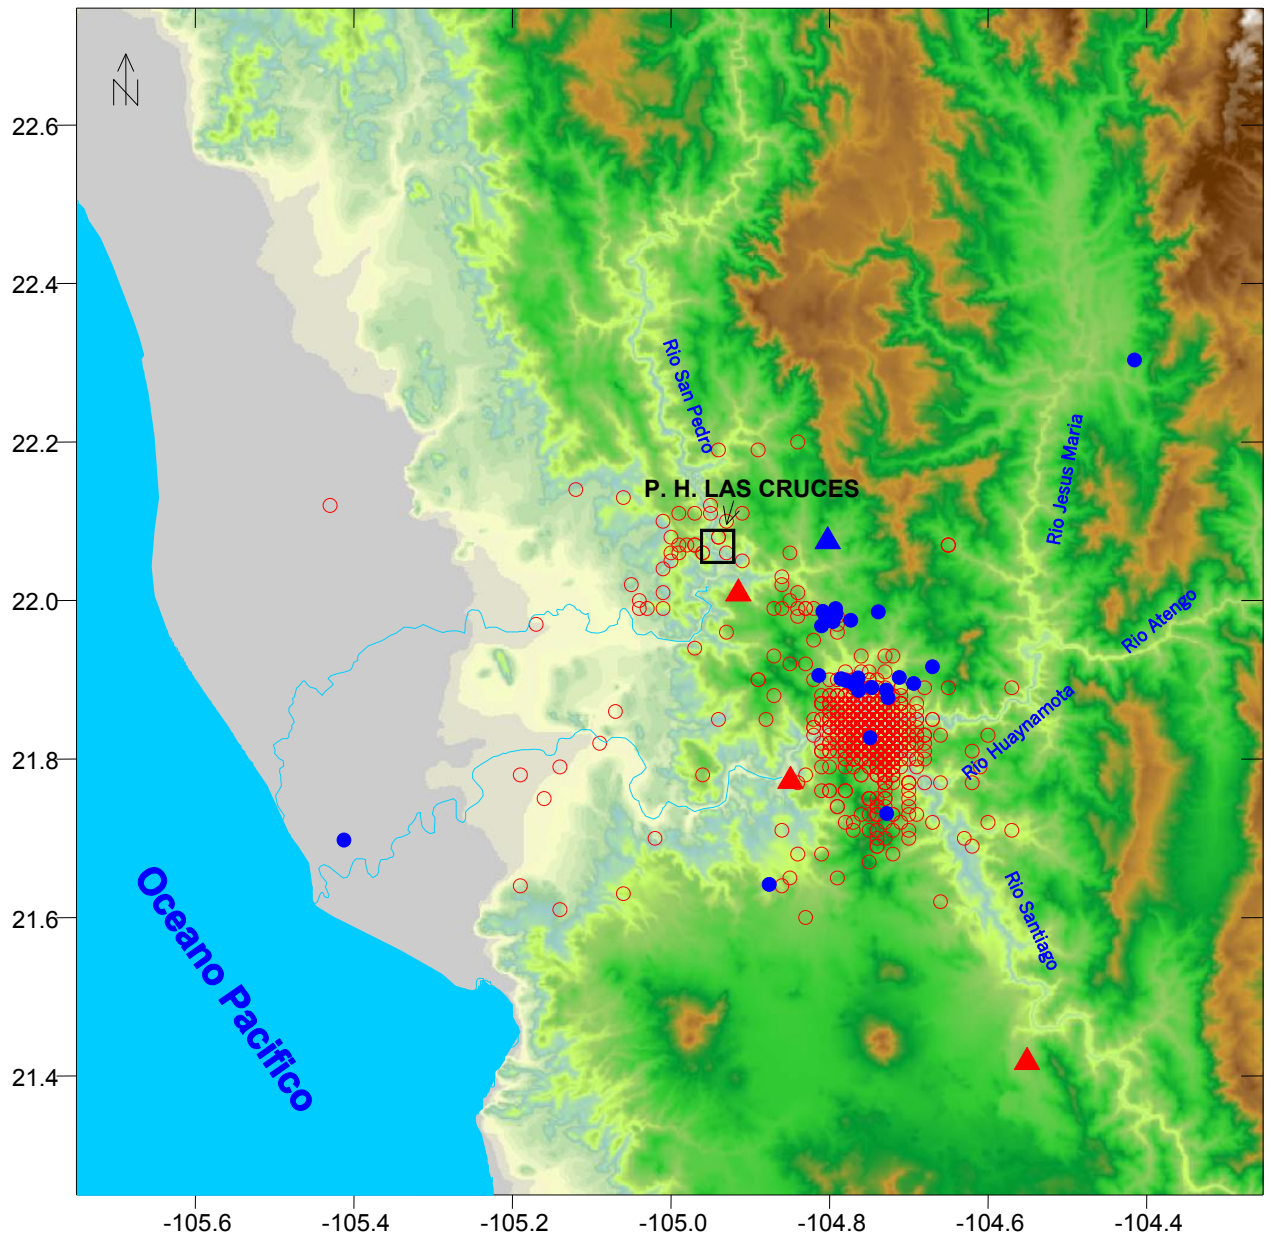 N
22.6
22.4
Rio San Pedro
22.2
Rio Jesus Maria
P. H. LAS CRUCES
22.0
Rio Atengo
Rio Huaynamota
21.8
Oceano Pacifico
Rio Santiago
21.6
21.4
-105.6
-105.4
-105.2
-105.0
-104.8
-104.6
-104.4